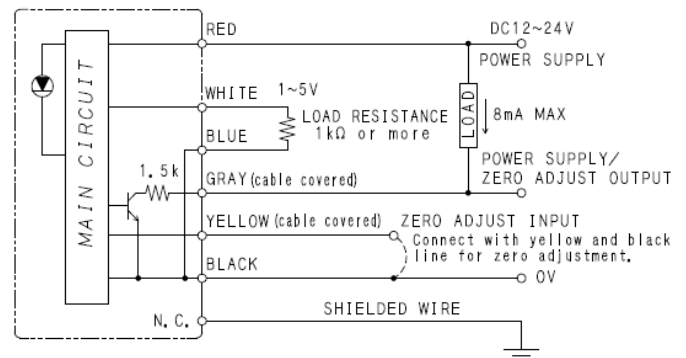 RED
DC12~24V
POWER SUPPLY
MAIN CIRCUIT
WHITE
1~5V
LOAD RESISTANCE
1kΩ or more
LOAD
8mA MAX
BLUE
1.5k
GRAY(cable covered)
POWER SUPPLY/
ZERO ADJUST OUTPUT
YELLOW(cable covered)
ZERO ADJUST INPUT
Connect with yellow and black
line for zero adjustment.
BLACK
0V
N.C.
SHIELDED WIRE